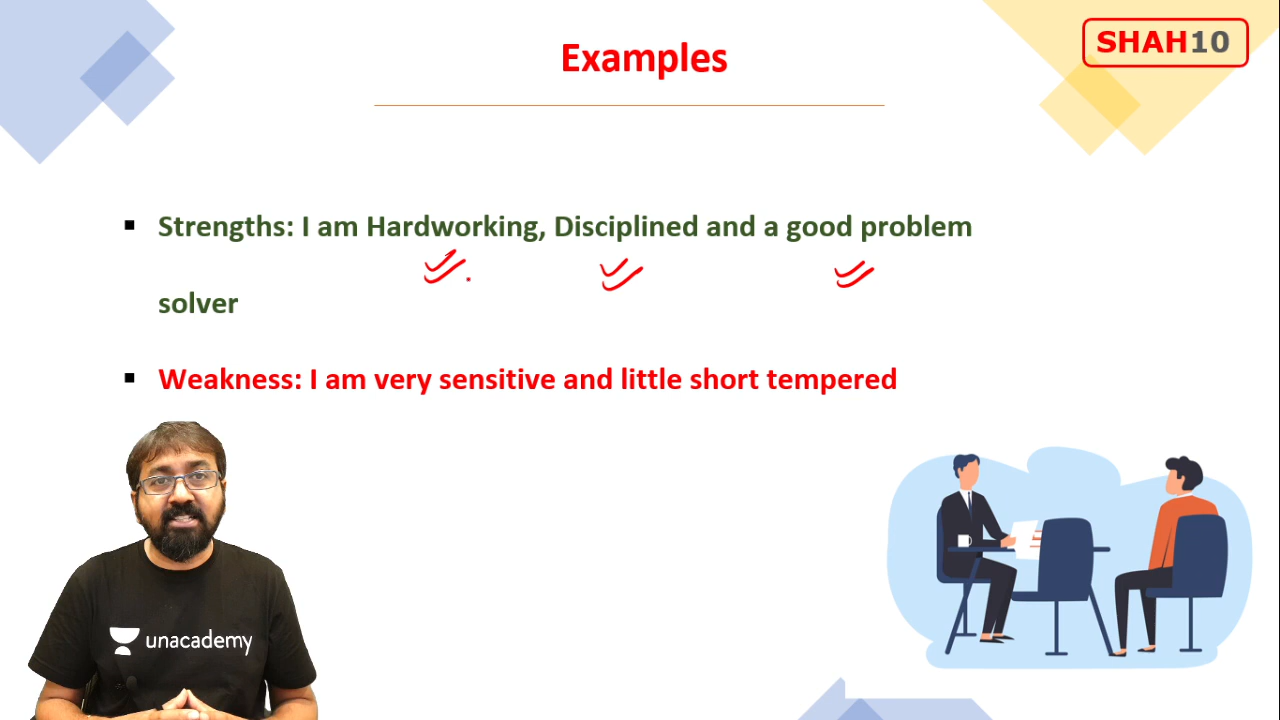 Examples
SHAH10
▪ Strengths: I am Hardworking, Disciplined and a good problem
solver
▪ Weakness: I am very sensitive and little short tempered
unacademy